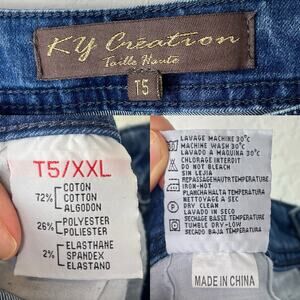 KY Création
Taille Haute
T5
T5/XXL
COTON
72% COTTON
ALGODON
POLYESTER
26% POLIESTER
ELASTHANE
2% SPANDEX
ELASTANO
LAVAGE MACHINE 30°C
MACHINE WASH 30°C
LAVADO A MAQUINA 30°C
CHLORAGE INTERDIT
DO NOT BLEACH
SIN LEJIA
REPASSAGE HAUTE TEMPERATURE
IRON-HOT
PLANCHA HALTA TEMPERATURE
NETTOYAGE A SEC
DRY CLEAN
LAVADO IN SECO
SECHAGE BASSE TEMPERATURE
TUMBLE DRY-LOW
SECADO BAJA TEMPERATURA
MADE IN CHINA